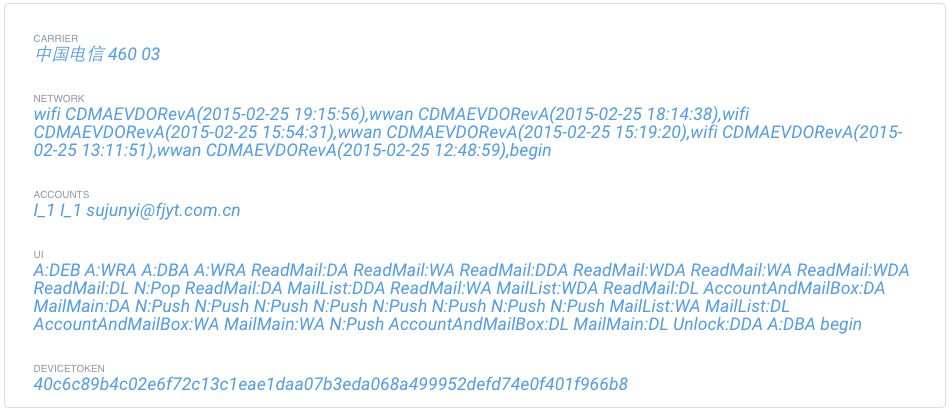 CARRIER
中国电信 460 03
NETWORK
wifi CDMAEVDORevA(2015-02-25 19:15:56),wwan CDMAEVDORevA(2015-02-25 18:14:38),wifi
CDMAEVDORevA(2015-02-25 15:54:31),wwan CDMAEVDORevA(2015-02-25 15:19:20),wifi CDMAEVDORevA(2015-
02-25 13:11:51),wwan CDMAEVDORevA(2015-02-25 12:48:59),begin
ACCOUNTS
I_1 I_1 sujunyi@fjyt.com.cn
UI
A:DEB A:WRA A:DBA A:WRA ReadMail:DA ReadMail:WA ReadMail:DDA ReadMail:WDA ReadMail:WA ReadMail:WDA
ReadMail:DL N:Pop ReadMail:DA MailList:DDA ReadMail:WA MailList:WDA ReadMail:DL AccountAndMailBox:DA
MailMain:DA N:Push N:Push N:Push N:Push N:Push N:Push N:Push N:Push MailList:WA MailList:DL
AccountAndMailBox:WA MailMain:WA N:Push AccountAndMailBox:DL MailMain:DL Unlock:DDA A:DBA begin
DEVICETOKEN
40c6c89b4c02e6f72c13c1eae1daa07b3eda068a499952defd74e0f401f966b8